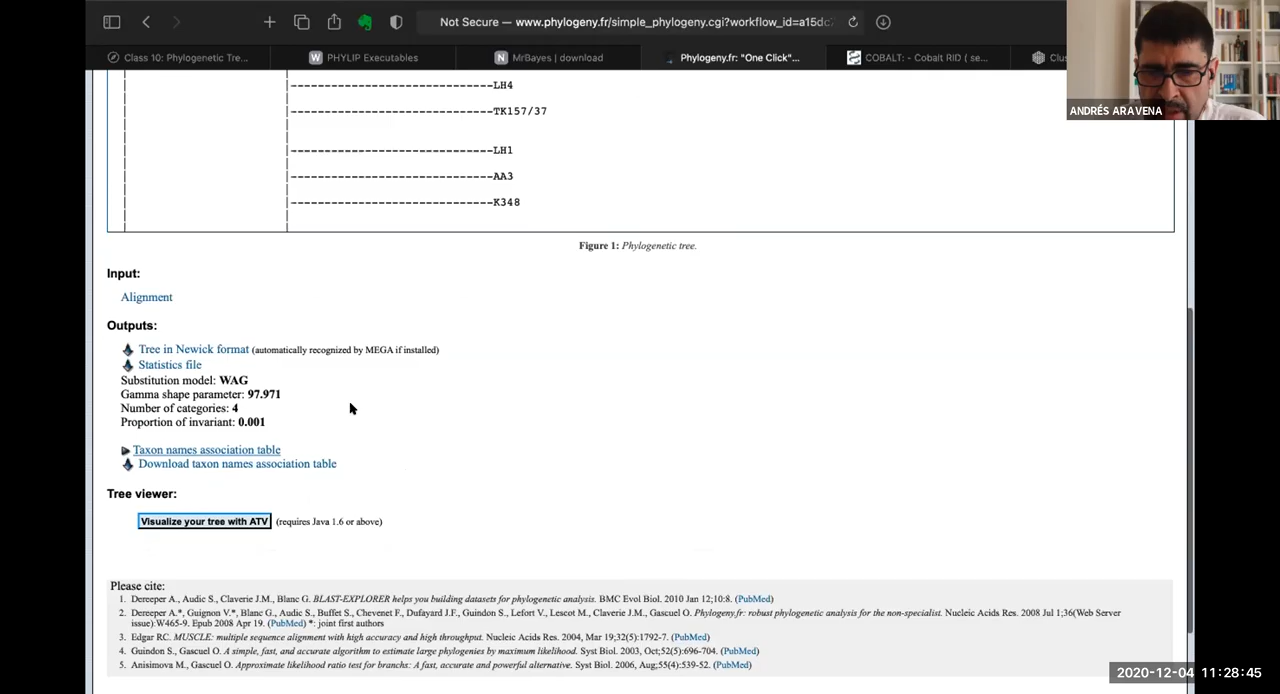 Not Secure — www.phylogeny.fr/simple_phylogeny.cgi?workflow_id=a15dc
Class 10: Phylogenetic Tre...
PHYLIP Executables
MrBayes | download
Phylogeny.fr: "One Click"...
COBALT: - Cobalt RID ( se...
Clu
ANDRÉS ARAVENA
LH4
TK157/37
LH1
AA3
K348
Figure 1: Phylogenetic tree.
Input:
Alignment
Outputs:
Tree in Newick format (automatically recognized by MEGA if installed)
Statistics file
Substitution model: WAG
Gamma shape parameter: 97.971
Number of categories: 4
Proportion of invariant: 0.001
Taxon names association table
Download taxon names association table
Tree viewer:
Visualize your tree with ATV (requires Java 1.6 or above)
Please cite:
1. Dereeper A., Audic S., Claverie J.M., Blanc G. BLAST-EXPLORER helps you building datasets for phylogenetic analysis. BMC Evol Biol. 2010 Jan 12;10:8. (PubMed)
2. Dereeper A.*, Guignon V.*, Blanc G., Audic S., Buffet S., Chevenet F., Dufayard J.F., Guindon S., Lefort V., Lescot M., Claverie J.M., Gascuel O. Phylogeny.fr: robust phylogenetic analysis for the non-specialist. Nucleic Acids Res. 2008 Jul 1;36(Web Server
issue):W465-9. Epub 2008 Apr 19. (PubMed) *: joint first authors
3. Edgar RC. MUSCLE: multiple sequence alignment with high accuracy and high throughput. Nucleic Acids Res. 2004, Mar 19;32(5):1792-7. (PubMed)
4. Guindon S., Gascuel O. A simple, fast, and accurate algorithm to estimate large phylogenies by maximum likelihood. Syst Biol. 2003, Oct;52(5):696-704. (PubMed)
5. Anisimova M., Gascuel O. Approximate likelihood ratio test for branchs: A fast, accurate and powerful alternative. Syst Biol. 2006, Aug;55(4):539-52. (PubMed)
2020-12-04 11:28:45